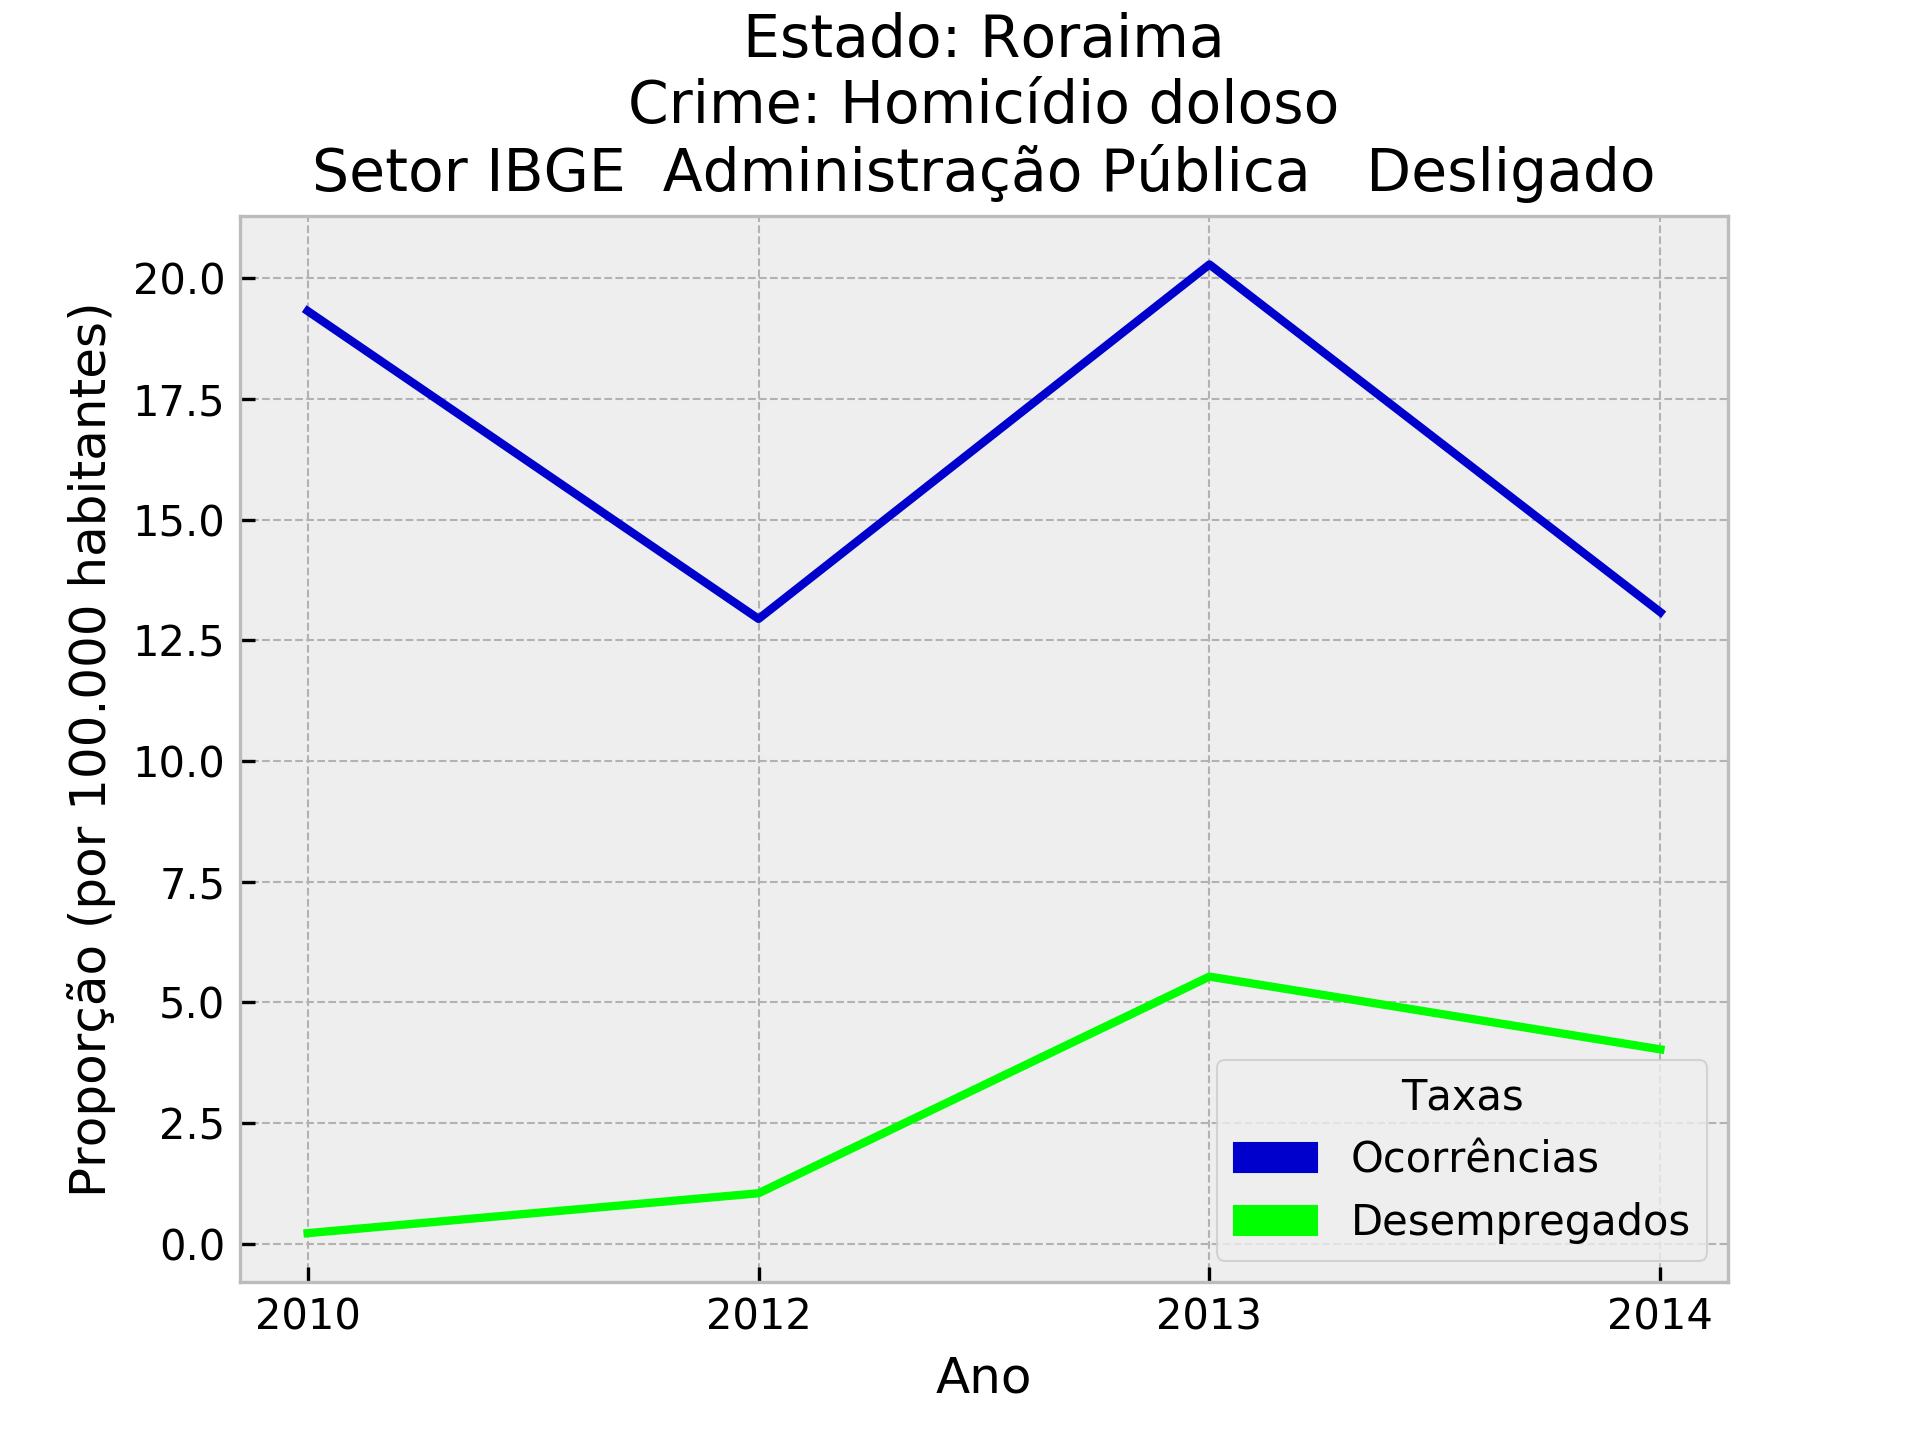 Estado: Roraima
Crime: Homicídio doloso
Setor IBGE  Administração Pública   Desligado
Proporção (por 100.000 habitantes)
20.0
17.5
15.0
12.5
10.0
7.5
5.0
2.5
0.0
Taxas
Ocorrências
Desempregados
2010 2012 2013 2014
Ano